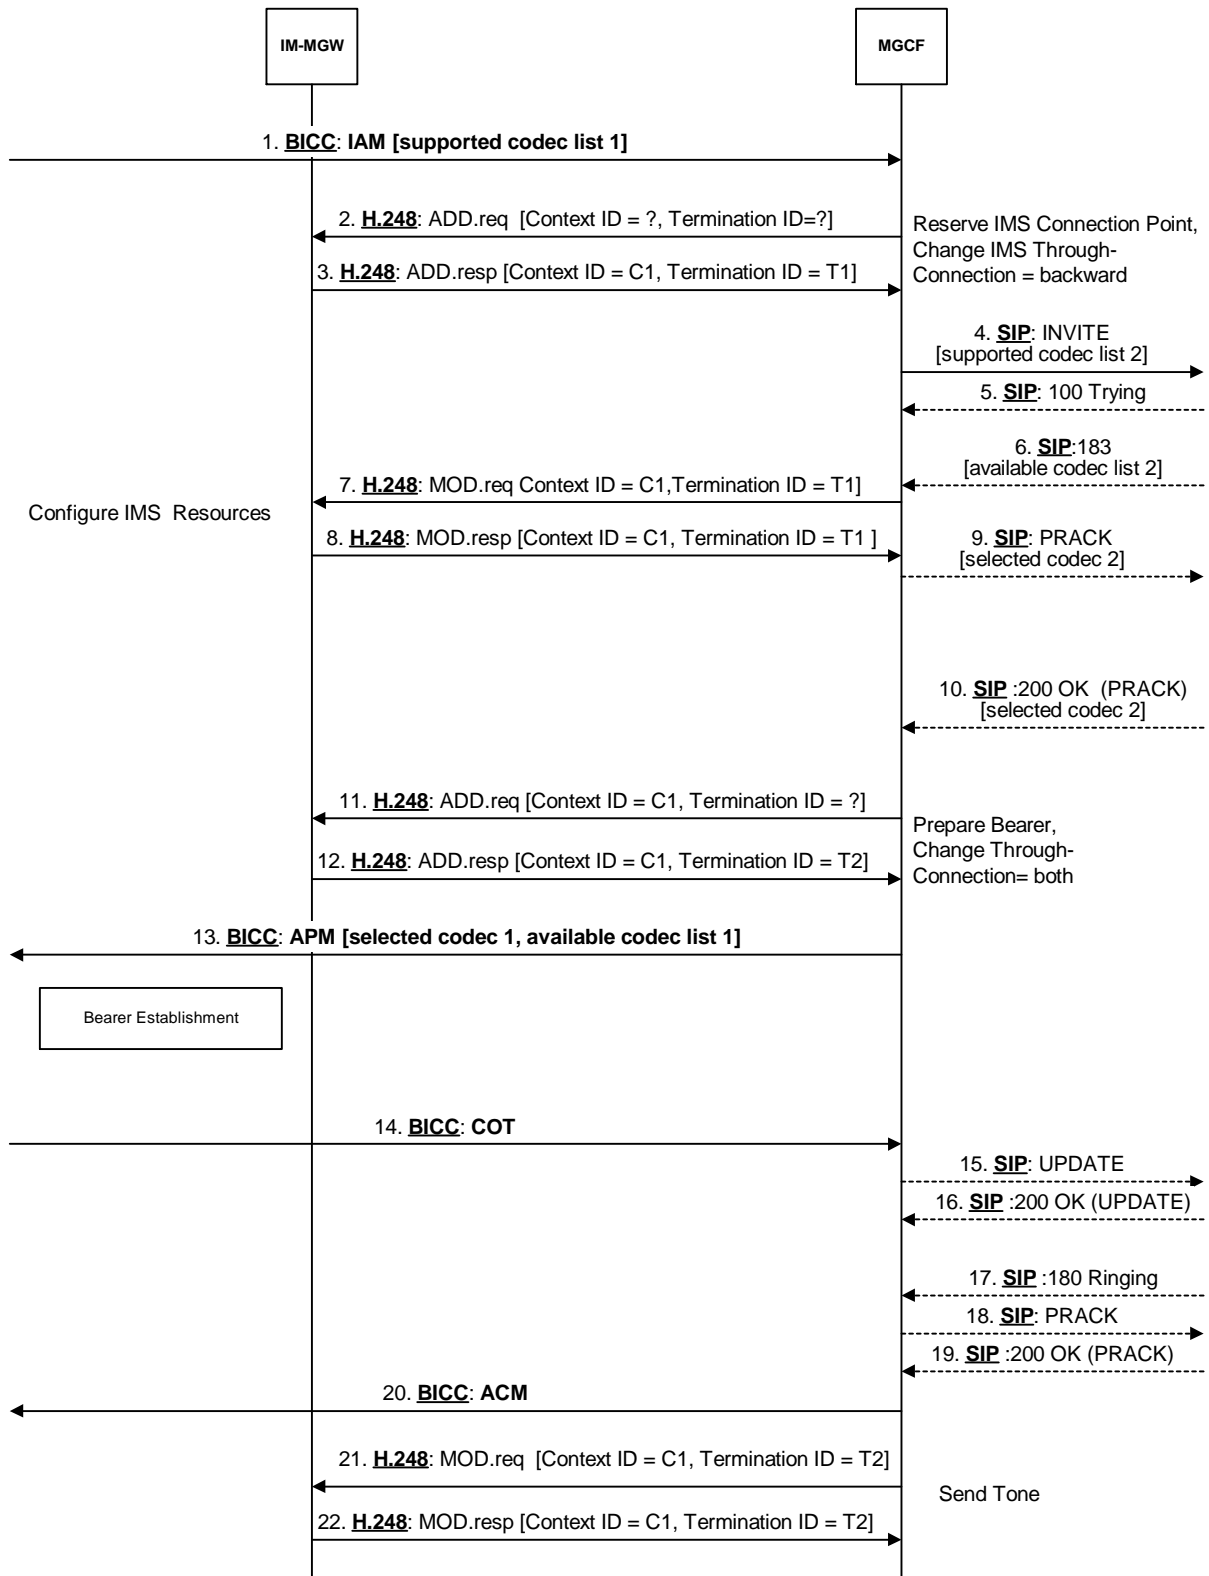 IM-MGW
MGCF
1. BICC: IAM [supported codec list 1]
2. H.248: ADD.req  [Context ID = ?, Termination ID=?]
Reserve IMS Connection Point,
Change IMS Through-
Connection = backward
3. H.248: ADD.resp [Context ID = C1, Termination ID = T1]
4. SIP: INVITE
[supported codec list 2]
5. SIP: 100 Trying
6. SIP:183
[available codec list 2]
7. H.248: MOD.req Context ID = C1,Termination ID = T1]
Configure IMS  Resources
8. H.248: MOD.resp [Context ID = C1, Termination ID = T1 ]
9. SIP: PRACK
[selected codec 2]
10. SIP :200 OK  (PRACK)
[selected codec 2]
11. H.248: ADD.req [Context ID = C1, Termination ID = ?]
Prepare Bearer,
Change Through-
Connection= both
12. H.248: ADD.resp [Context ID = C1, Termination ID = T2]
13. BICC: APM [selected codec 1, available codec list 1]
Bearer Establishment
14. BICC: COT
15. SIP: UPDATE
16. SIP :200 OK (UPDATE)
17. SIP :180 Ringing
18. SIP: PRACK
19. SIP :200 OK (PRACK)
20. BICC: ACM
21. H.248: MOD.req  [Context ID = C1, Termination ID = T2]
Send Tone
22. H.248: MOD.resp [Context ID = C1, Termination ID = T2]